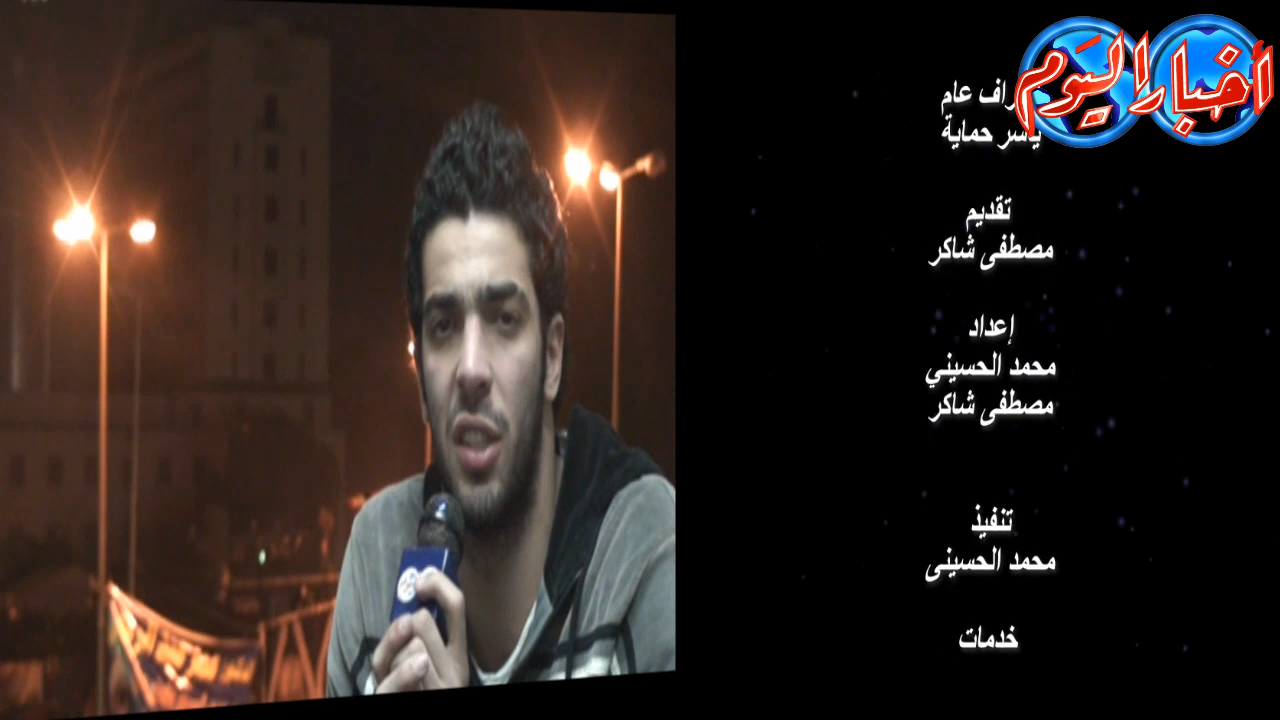 أخبار اليوم
راف عام
ياسر حماية
تقديم
مصطفى شاكر
إعداد
محمد الحسيني
مصطفى شاكر
تنفيذ
محمد الحسينى
خدمات